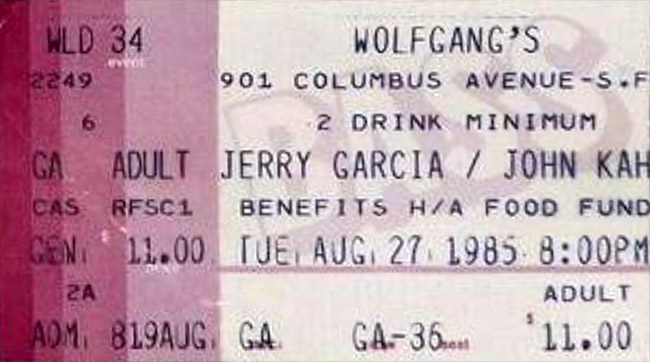 WLD 34 WOLFGANG'S
event
2249 901 COLUMBUS AVENUE-S.F
6 2 DRINK MINIMUM
GA ADULT JERRY GARCIA / JOHN KAH
CAS RFSC1 BENEFITS H/A FOOD FUND
GEN. $ 11.00 TUE. AUG. 27, 1985 8:00PM
2A ADULT
ADM. 819AUG. GA GA-36 seat $ 11.00